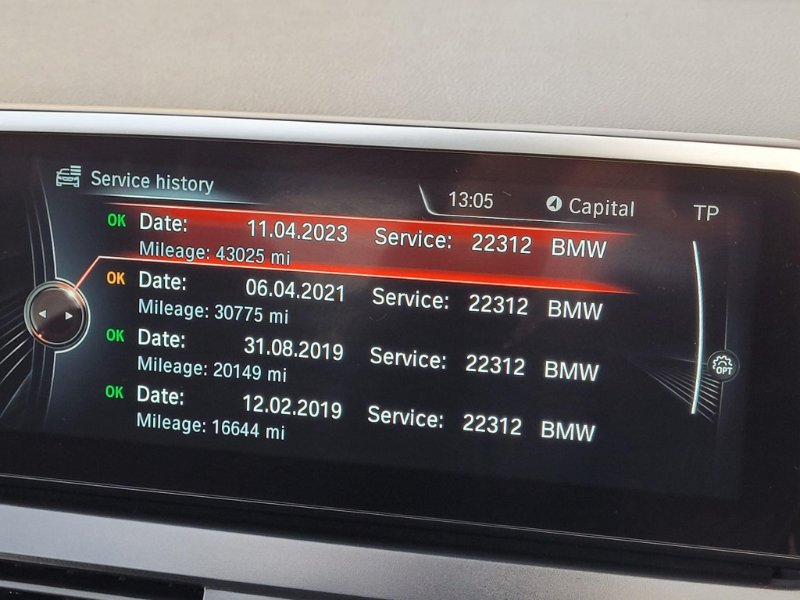 Service history
13:05 Capital TP
OK Date: 11.04.2023 Service: 22312 BMW
Mileage: 43025 mi
OK Date: 06.04.2021 Service: 22312 BMW
Mileage: 30775 mi
OK Date: 31.08.2019 Service: 22312 BMW
Mileage: 20149 mi
OPT
OK Date: 12.02.2019 Service: 22312 BMW
Mileage: 16644 mi